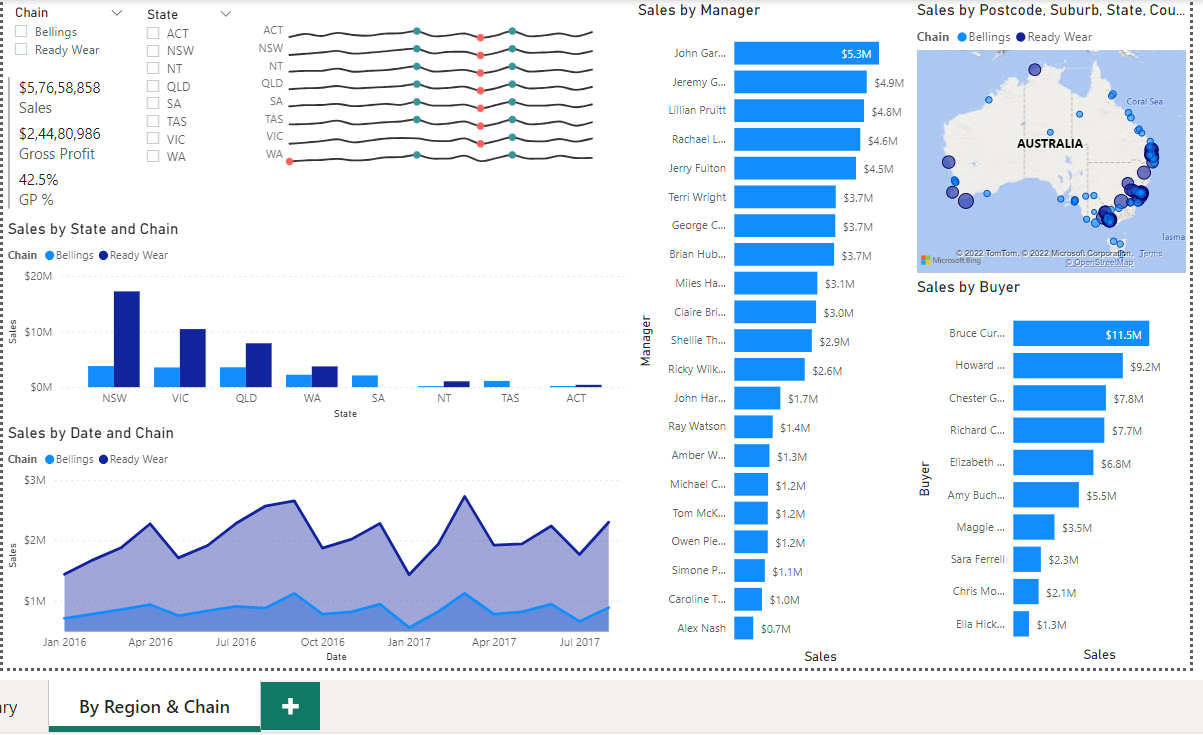 Chain
Bellings
Ready Wear
$5,76,58,858
Sales
$2,44,80,986
Gross Profit
42.5%
GP %
State
ACT
NSW
NT
QLD
SA
TAS
VIC
WA
ACT
NSW
NT
QLD
SA
TAS
VIC
WA
Sales by State and Chain
Chain Bellings Ready Wear
$20M
$10M
$0M
Sales
NSW VIC QLD WA SA NT TAS ACT
State
Sales by Date and Chain
Chain Bellings Ready Wear
$3M
$2M
$1M
Sales
Jan 2016 Apr 2016 Jul 2016 Oct 2016 Jan 2017 Apr 2017 Jul 2017
Date
Sales by Manager
Manager
John Gar... $5.3M
Jeremy G... $4.9M
Lillian Pruitt $4.8M
Rachael L... $4.6M
Jerry Fulton $4.5M
Terri Wright $3.7M
George C... $3.7M
Brian Hub... $3.7M
Miles Ha... $3.1M
Claire Bri... $3.0M
Shellie Th... $2.9M
Ricky Wilk... $2.6M
John Har... $1.7M
Ray Watson $1.4M
Amber W... $1.3M
Michael C... $1.2M
Tom McK... $1.2M
Owen Pie... $1.2M
Simone P... $1.1M
Caroline T... $1.0M
Alex Nash $0.7M
Sales
Sales by Postcode, Suburb, State, Cou...
Chain Bellings Ready Wear
Coral Sea
AUSTRALIA
Tasma
© 2022 TomTom, © 2022 Microsoft Corporation, Terms
Microsoft Bing
© OpenStreetMap
Sales by Buyer
Buyer
Bruce Cur... $11.5M
Howard ... $9.2M
Chester G... $7.8M
Richard C... $7.7M
Elizabeth ... $6.8M
Amy Buch... $5.5M
Maggie ... $3.5M
Sara Ferrell $2.3M
Chris Mo... $2.1M
Ella Hick... $1.3M
Sales
ry
By Region & Chain
+